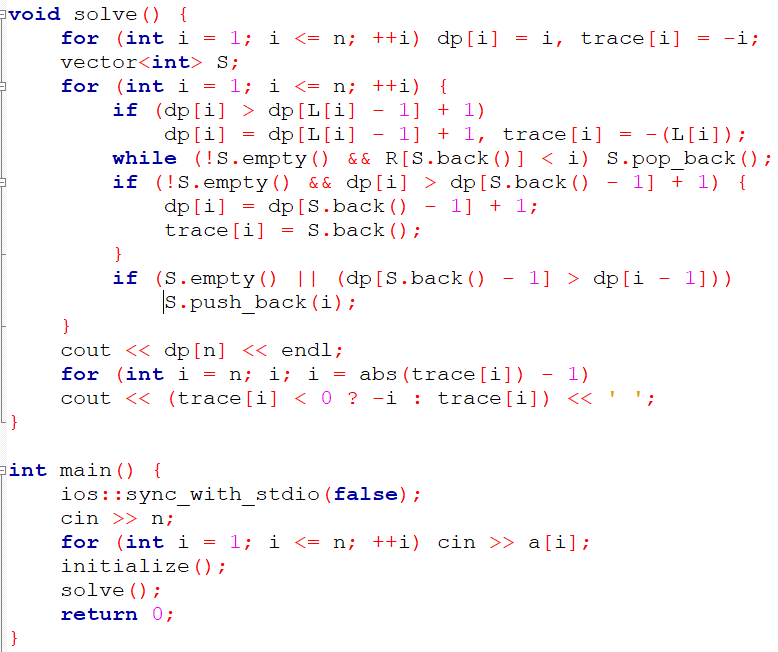 void solve() {
    for (int i = 1; i <= n; ++i) dp[i] = i, trace[i] = -i;
    vector<int> S;
    for (int i = 1; i <= n; ++i) {
        if (dp[i] > dp[L[i] - 1] + 1)
            dp[i] = dp[L[i] - 1] + 1, trace[i] = -(L[i]);
        while (!S.empty() && R[S.back()] < i) S.pop_back();
        if (!S.empty() && dp[i] > dp[S.back() - 1] + 1) {
            dp[i] = dp[S.back() - 1] + 1;
            trace[i] = S.back();
        }
        if (S.empty() || (dp[S.back() - 1] > dp[i - 1]))
            S.push_back(i);
    }
    cout << dp[n] << endl;
    for (int i = n; i; i = abs(trace[i]) - 1)
    cout << (trace[i] < 0 ? -i : trace[i]) << ' ';
}
int main() {
    ios::sync_with_stdio(false);
    cin >> n;
    for (int i = 1; i <= n; ++i) cin >> a[i];
    initialize();
    solve();
    return 0;
}